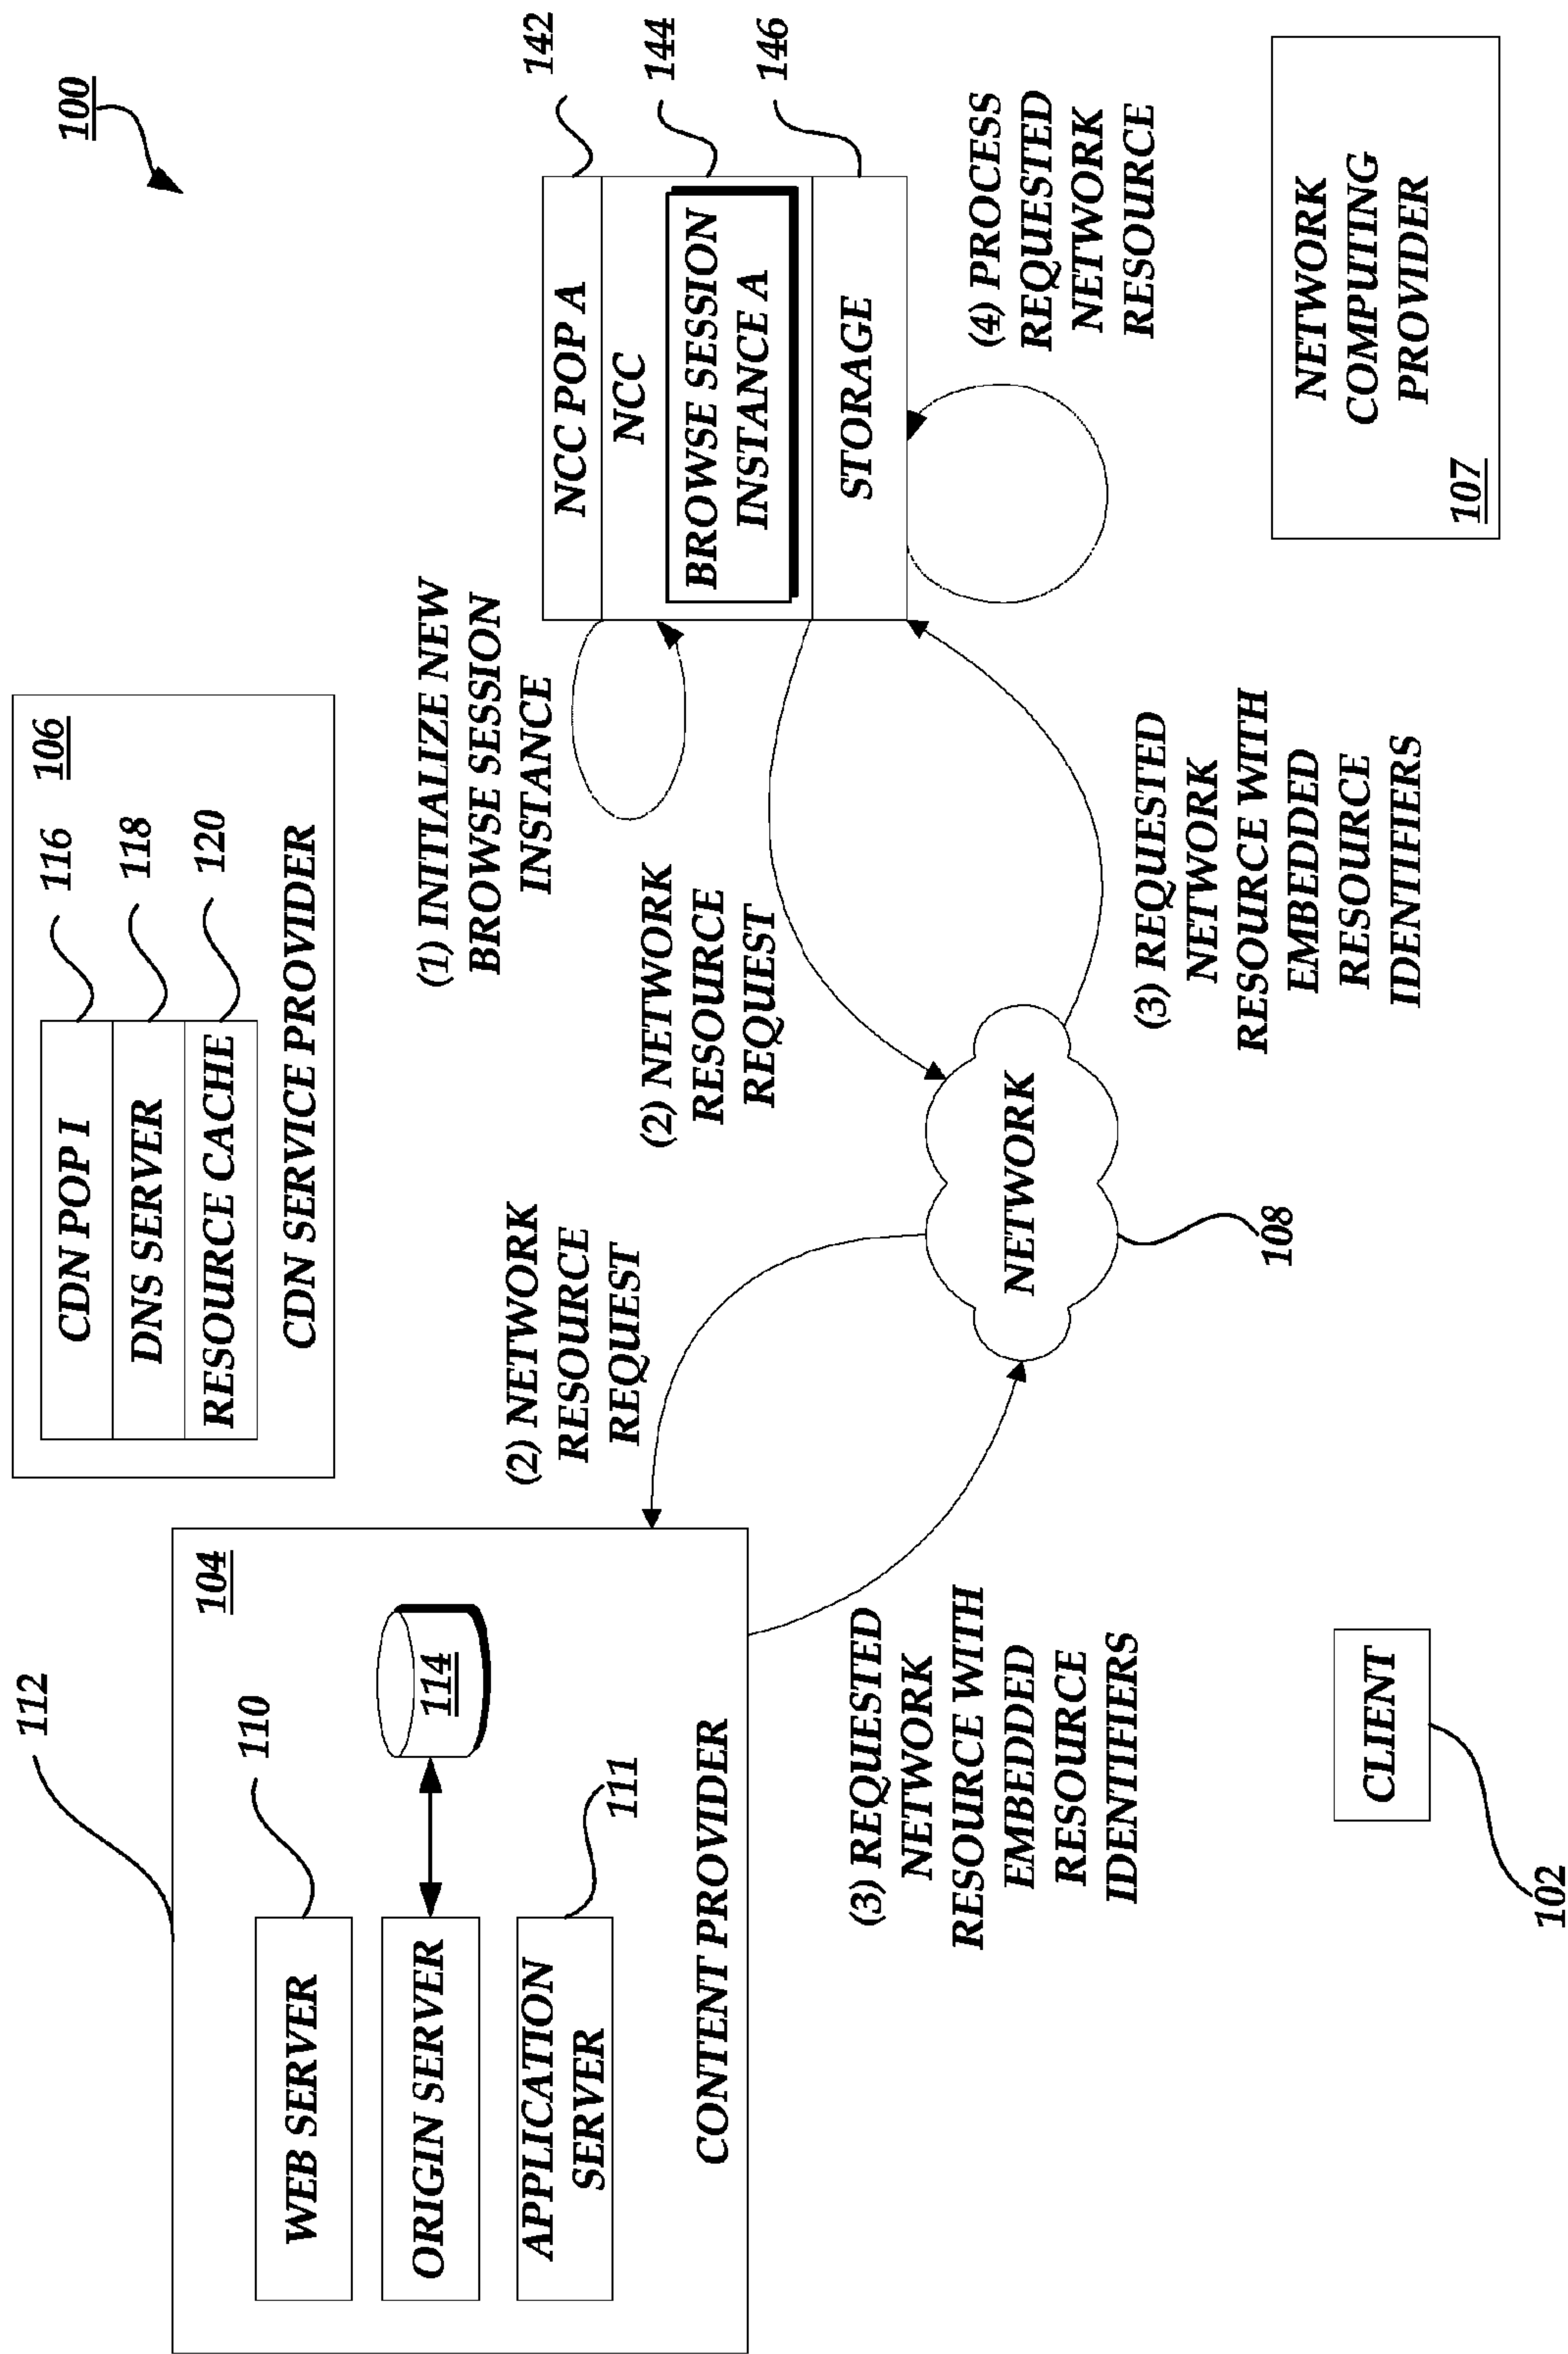 100
112
104
110
WEB SERVER
ORIGIN SERVER
114
APPLICATION
SERVER
111
CONTENT PROVIDER
106
CDN POP I
116
DNS SERVER
118
RESOURCE CACHE
120
CDN SERVICE PROVIDER
(1) INITIALIZE NEW
BROWSE SESSION
INSTANCE
NCC POP A
142
NCC
144
BROWSE SESSION
INSTANCE A
STORAGE
146
(2) NETWORK
RESOURCE
REQUEST
(2) NETWORK
RESOURCE
REQUEST
(3) REQUESTED
NETWORK
RESOURCE WITH
EMBEDDED
RESOURCE
IDENTIFIERS
NETWORK
108
(3) REQUESTED
NETWORK
RESOURCE WITH
EMBEDDED
RESOURCE
IDENTIFIERS
(4) PROCESS
REQUESTED
NETWORK
RESOURCE
CLIENT
102
NETWORK
COMPUTING
PROVIDER
107